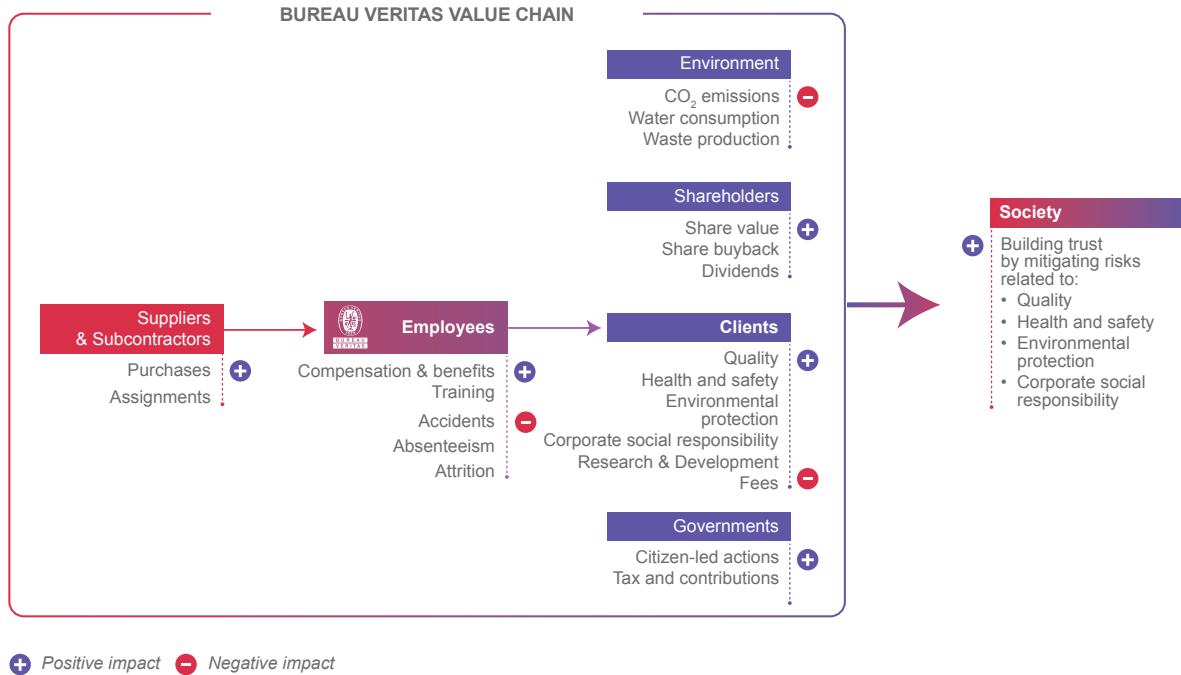 BUREAU VERITAS VALUE CHAIN
Environment
CO₂ emissions
Water consumption
Waste production
Shareholders
Share value
Share buyback
Dividends
Suppliers
& Subcontractors
Purchases
Assignments
BUREAU
VERITAS
Employees
Compensation & benefits
Training
Accidents
Absenteeism
Attrition
Clients
Quality
Health and safety
Environmental
protection
Corporate social responsibility
Research & Development
Fees
Governments
Citizen-led actions
Tax and contributions
Society
Building trust
by mitigating risks
related to:
• Quality
• Health and safety
• Environmental
protection
• Corporate social
responsibility
Positive impact
Negative impact